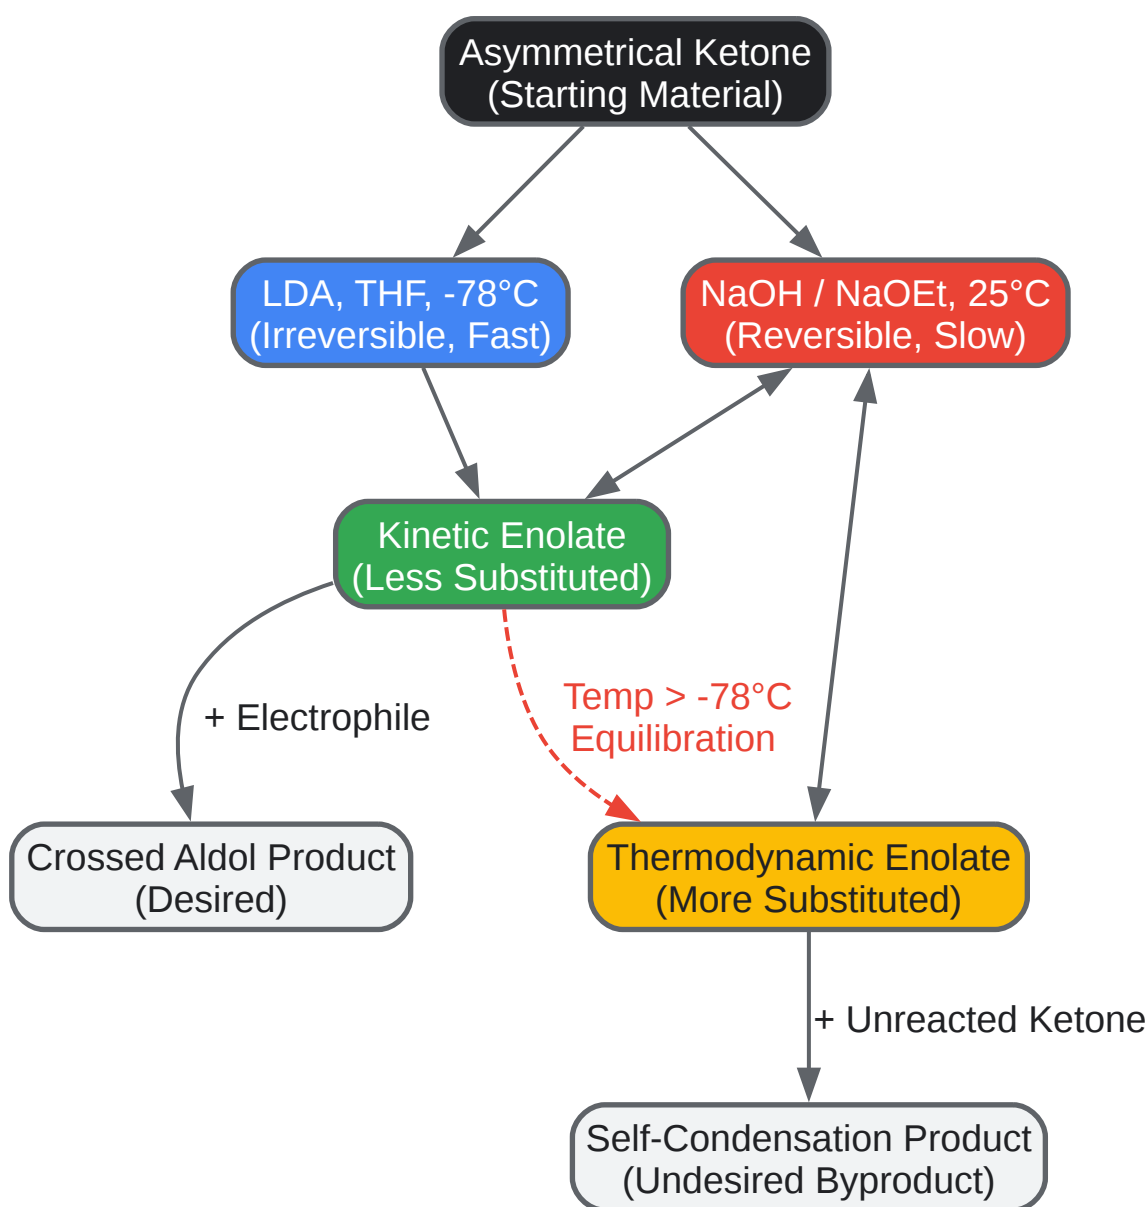 Asymmetrical Ketone
(Starting Material)
LDA, THF, -78°C
(Irreversible, Fast)
NaOH / NaOEt, 25°C
(Reversible, Slow)
Kinetic Enolate
(Less Substituted)
+ Electrophile
Temp > -78°C
Equilibration
Crossed Aldol Product
(Desired)
Thermodynamic Enolate
(More Substituted)
+ Unreacted Ketone
Self-Condensation Product
(Undesired Byproduct)